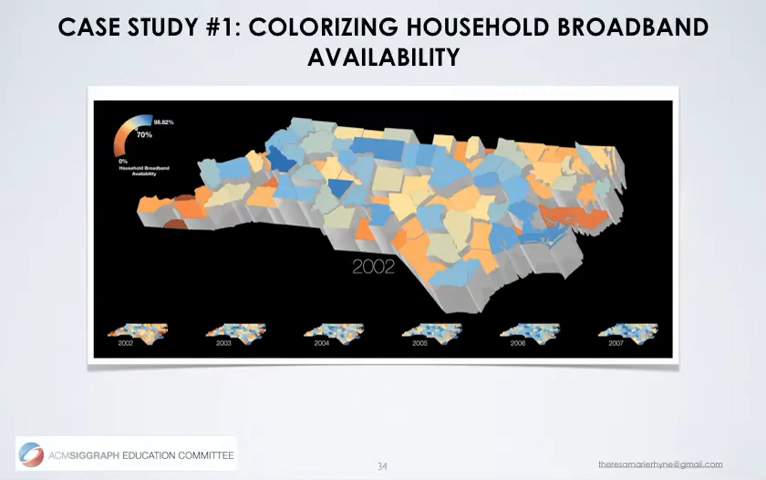 CASE STUDY #1: COLORIZING HOUSEHOLD BROADBAND
AVAILABILITY
98.82%
70%
0%
Household Broadband
Availability
2002
2002
2003
2004
2005
2006
2007
ACMSIGGRAPH EDUCATION COMMITTEE
34
theresamarierhyne@gmail.com